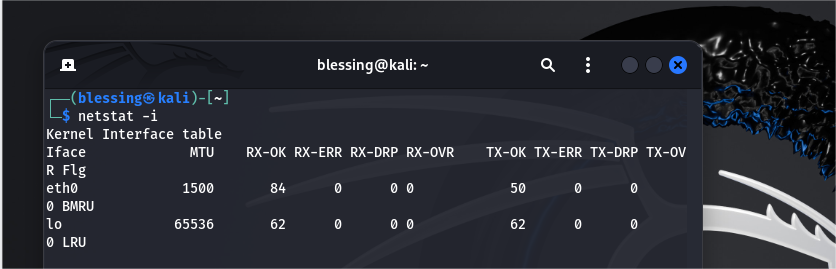 blessing@kali: ~
┌──(blessing㉿kali)-[~]
└─$ netstat -i
Kernel Interface table
Iface             MTU    RX-OK RX-ERR RX-DRP RX-OVR    TX-OK TX-ERR TX-DRP TX-OV
R Flg
eth0             1500       84      0      0 0            50      0      0
0 BMRU
lo              65536       62      0      0 0            62      0      0
0 LRU